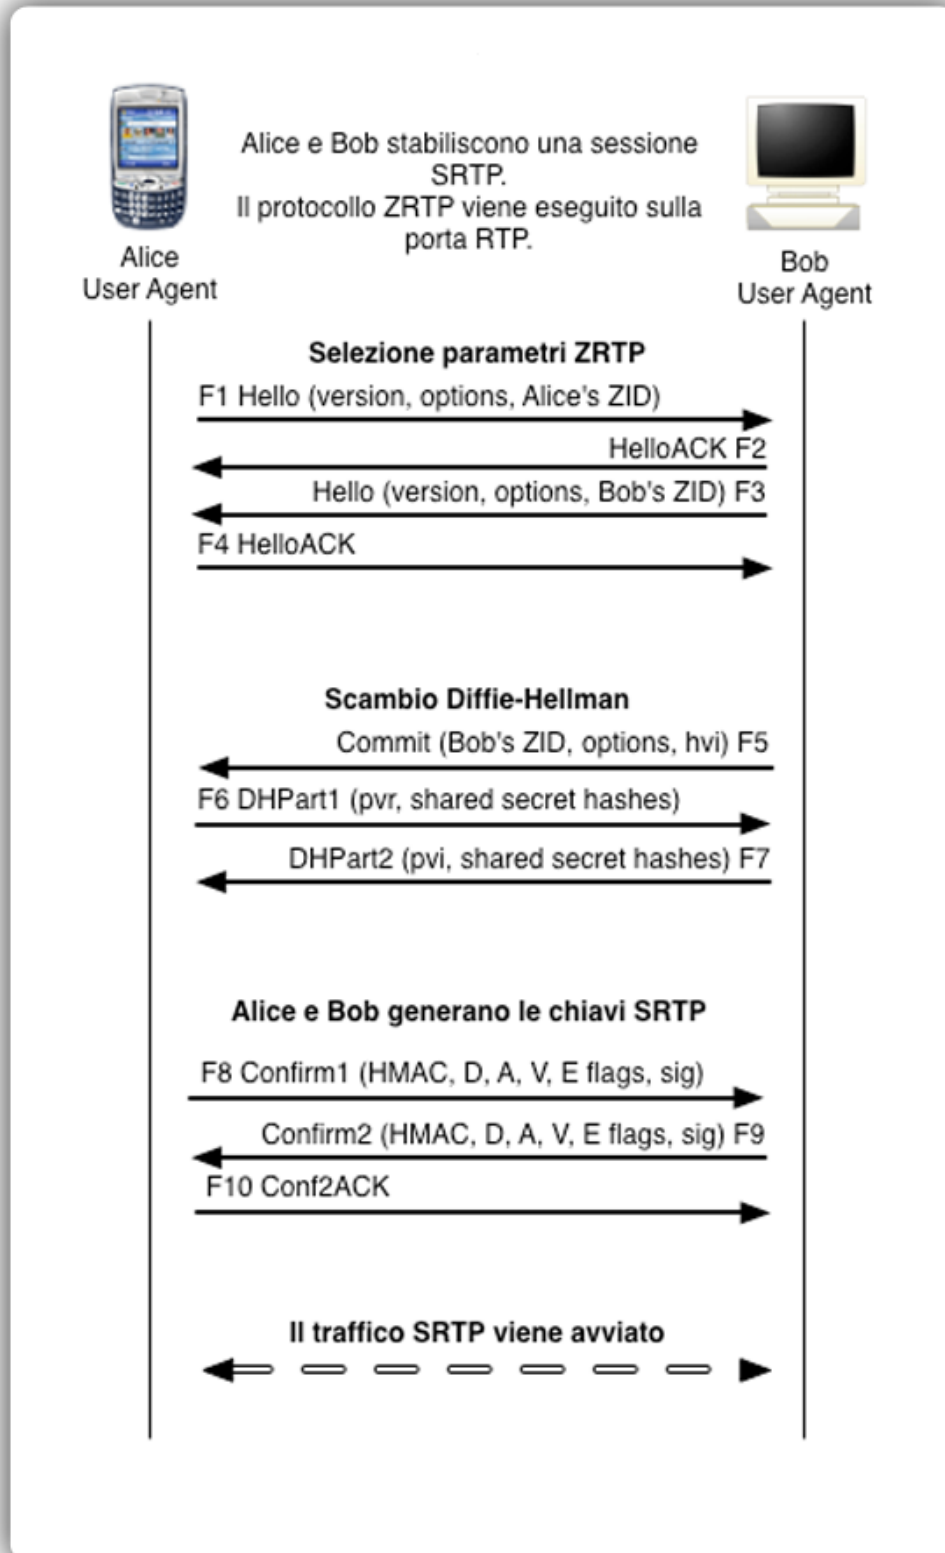 Alice e Bob stabiliscono una sessione
SRTP.
Il protocollo ZRTP viene eseguito sulla
porta RTP.
Alice
User Agent
Bob
User Agent
Selezione parametri ZRTP
F1 Hello (version, options, Alice's ZID)
HelloACK F2
Hello (version, options, Bob's ZID) F3
F4 HelloACK
Scambio Diffie-Hellman
Commit (Bob's ZID, options, hvi) F5
F6 DHPart1 (pvr, shared secret hashes)
DHPart2 (pvi, shared secret hashes) F7
Alice e Bob generano le chiavi SRTP
F8 Confirm1 (HMAC, D, A, V, E flags, sig)
Confirm2 (HMAC, D, A, V, E flags, sig) F9
F10 Conf2ACK
Il traffico SRTP viene avviato